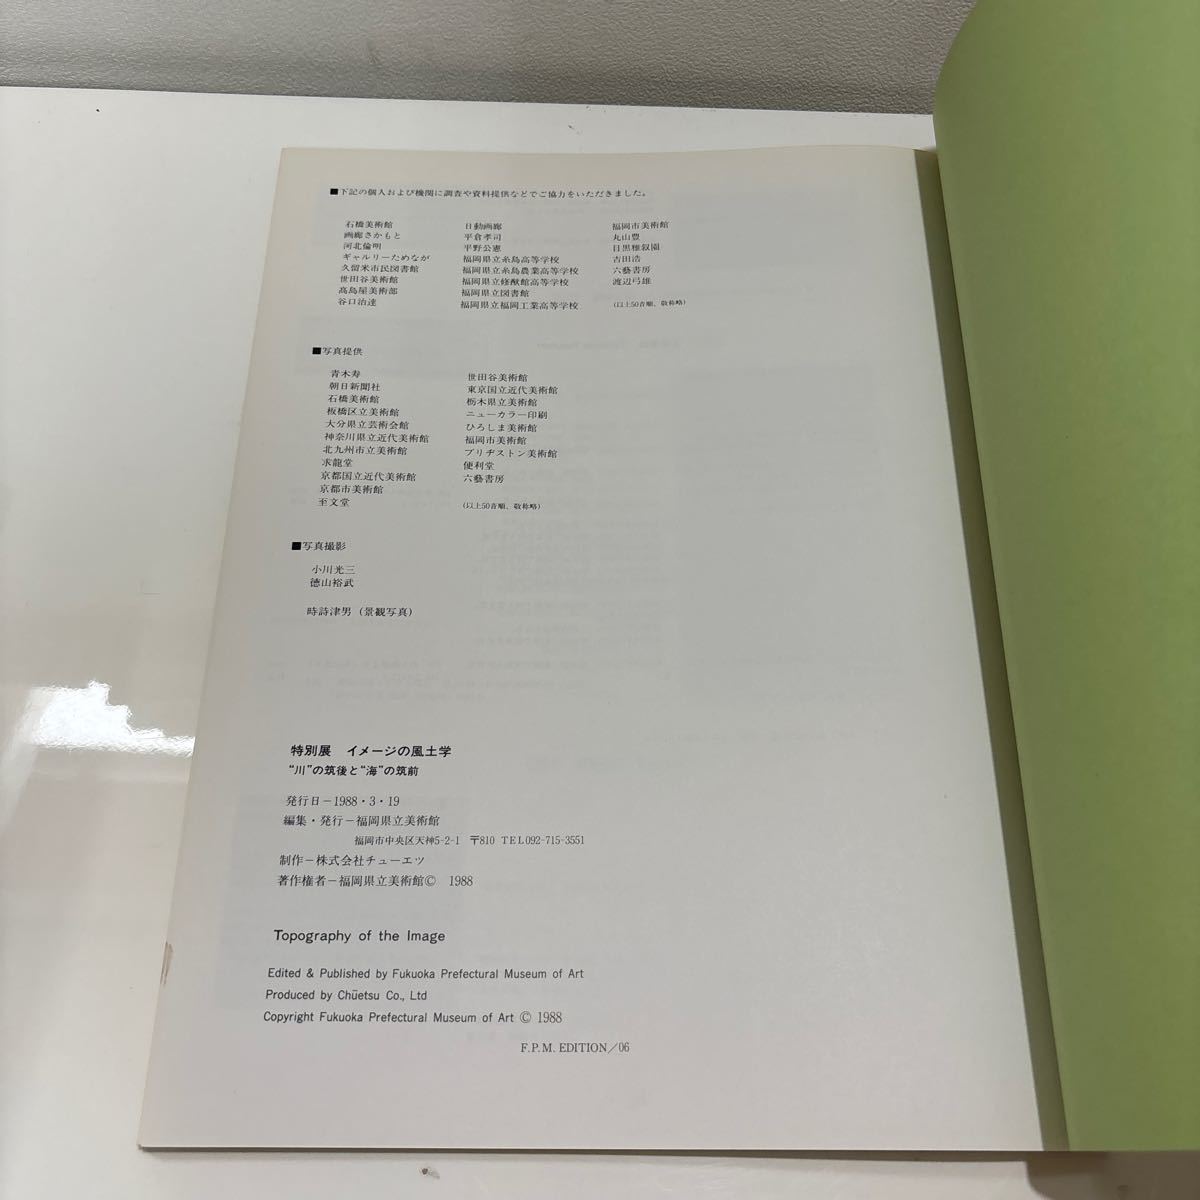 ■下記の個人および機関に調査や資料提供などでご協力をいただきました。
石橋美術館
画廊さかもと
河北倫明
ギャルリーためなが
久留米市民図書館
世田谷美術館
髙島屋美術部
谷口治達
日動画廊
平倉孝司
平野公憲
福岡県立糸島高等学校
福岡県立糸島農業高等学校
福岡県立修猷館高等学校
福岡県立図書館
福岡県立福岡工業高等学校
福岡市美術館
丸山豊
目黒雅叙園
吉田浩
六藝書房
渡辺弓雄
(以上50音順、敬称略)
■写真提供
青木寿
朝日新聞社
石橋美術館
板橋区立美術館
大分県立芸術会館
神奈川県立近代美術館
北九州市立美術館
求龍堂
京都国立近代美術館
京都市美術館
至文堂
世田谷美術館
東京国立近代美術館
栃木県立美術館
ニューカラー印刷
ひろしま美術館
福岡市美術館
ブリヂストン美術館
便利堂
六藝書房
(以上50音順、敬称略)
■写真撮影
小川光三
徳山裕武
時詩津男(景観写真)
特別展 イメージの風土学
“川”の筑後と“海”の筑前
発行日−1988・3・19
編集・発行−福岡県立美術館
福岡市中央区天神5-2-1 〒810 TEL092-715-3551
制作−株式会社チューエツ
著作権者−福岡県立美術館© 1988
Topography of the Image
Edited & Published by Fukuoka Prefectural Museum of Art
Produced by Chūetsu Co., Ltd
Copyright Fukuoka Prefectural Museum of Art © 1988
F.P.M. EDITION/06